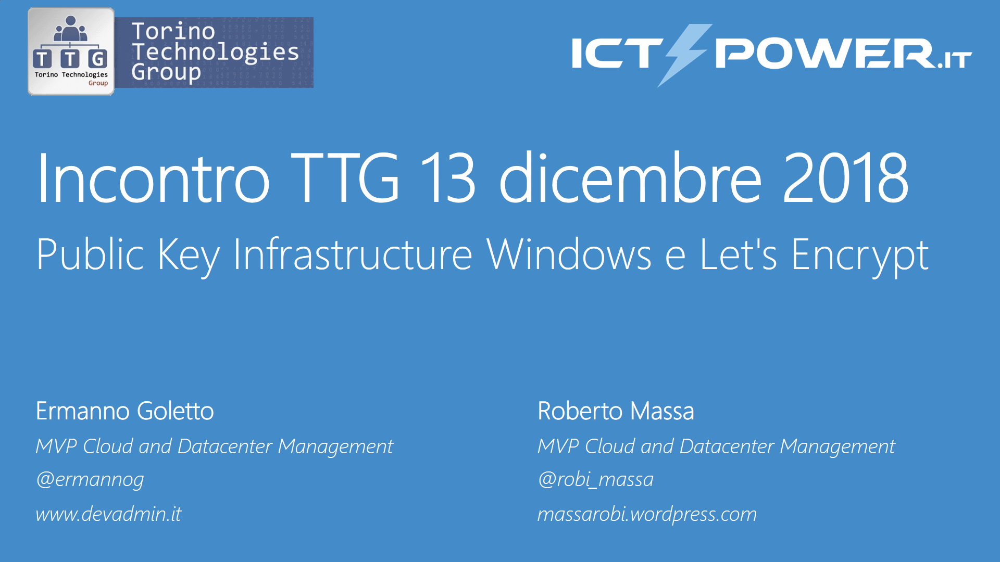 T T G
Torino Technologies
Group
Torino
Technologies
Group
ICT POWER.IT
Incontro TTG 13 dicembre 2018
Public Key Infrastructure Windows e Let's Encrypt
Ermanno Goletto
MVP Cloud and Datacenter Management
@ermannog
www.devadmin.it
Roberto Massa
MVP Cloud and Datacenter Management
@robi_massa
massarobi.wordpress.com